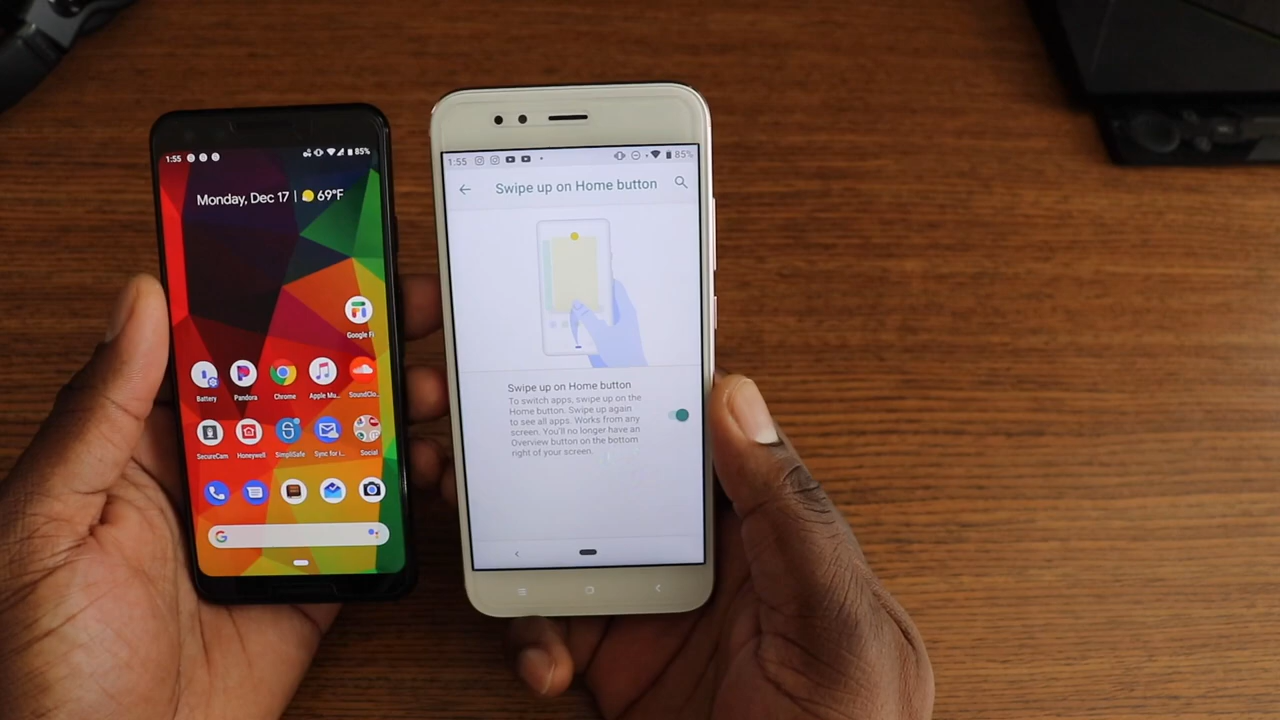 1:55
85%
Monday, Dec 17 | 69°F
Google Fi
Battery
Pandora
Chrome
Apple Mu...
SoundClo...
SecureCam
Honeywell
SimpliSafe
Sync for i...
Social
1:55
85%
Swipe up on Home button
Swipe up on Home button
To switch apps, swipe up on the
Home button. Swipe up again
to see all apps. Works from any
screen. You'll no longer have an
Overview button on the bottom
right of your screen.